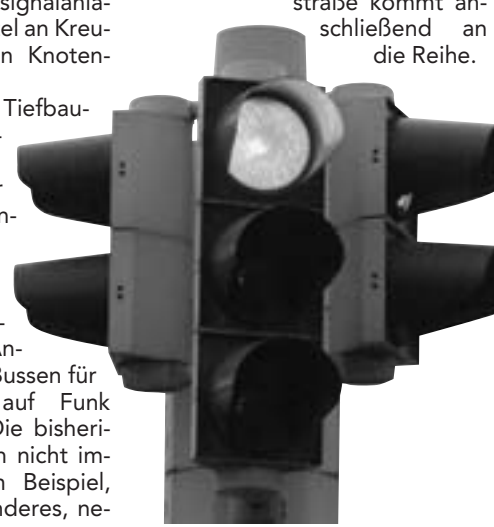 signalanla-
el an Kreu-
n Knoten-
Tiefbau-
n-
-
An-
Bussen für
auf Funk
Die bisheri-
n nicht im-
n Beispiel,
nderes, ne-
straße kommt an-
schließend an
die Reihe.